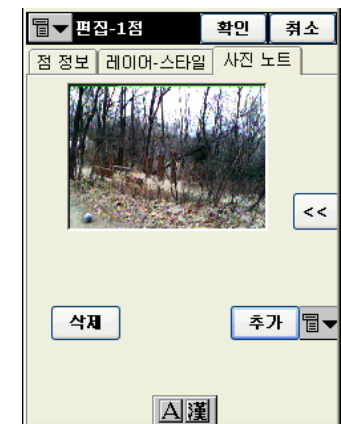 편집-1점 확인 취소
점 정보 레이어-스타일 사진 노트
<<
삭제 추가
A漢